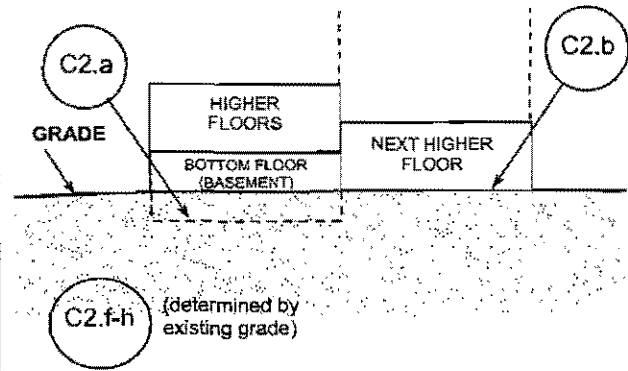 C2.a
C2.b
HIGHER
FLOORS
GRADE
NEXT HIGHER
FLOOR
BOTTOM FLOOR
(BASEMENT)
C2.f-h
(determined by
existing grade)